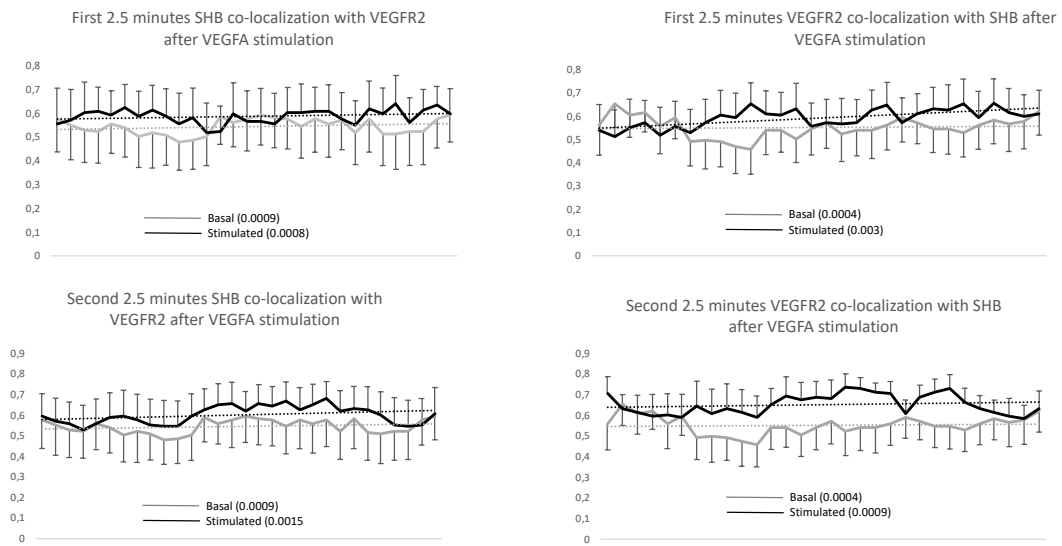 First 2.5 minutes SHB co-localization with VEGFR2
after VEGFA stimulation
0,8
0,7
0,6
0,5
0,4
0,3
0,2
0,1
0
Basal (0.0009)
Stimulated (0.0008)
First 2.5 minutes VEGFR2 co-localization with SHB after
VEGFA stimulation
0,8
0,7
0,6
0,5
0,4
0,3
0,2
0,1
0
Basal (0.0004)
Stimulated (0.003)
Second 2.5 minutes SHB co-localization with
VEGFR2 after VEGFA stimulation
0,9
0,8
0,7
0,6
0,5
0,4
0,3
0,2
0,1
0
Basal (0.0009)
Stimulated (0.0015
Second 2.5 minutes VEGFR2 co-localization with SHB
after VEGFA stimulation
0,9
0,8
0,7
0,6
0,5
0,4
0,3
0,2
0,1
0
Basal (0.0004)
Stimulated (0.0009)